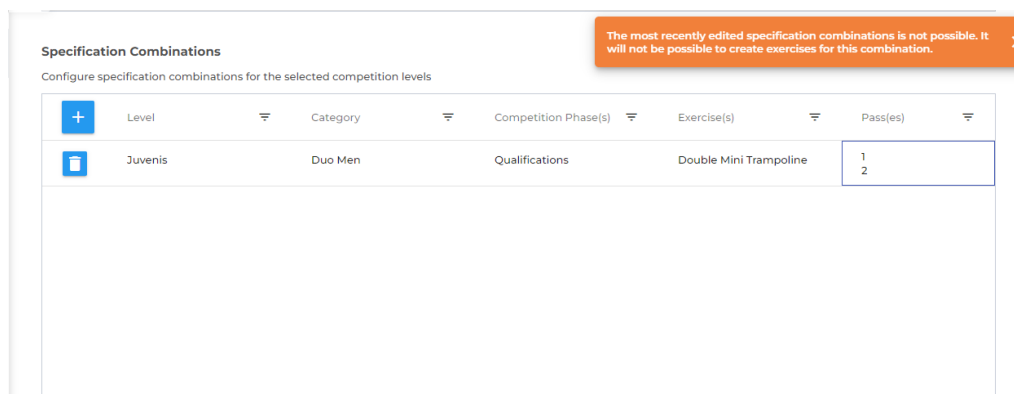 The most recently edited specification combinations is not possible. It
will not be possible to create exercises for this combination.
Specification Combinations
Configure specification combinations for the selected competition levels
Level Category Competition Phase(s) Exercise(s) Pass(es)
Juvenis Duo Men Qualifications Double Mini Trampoline 1
2